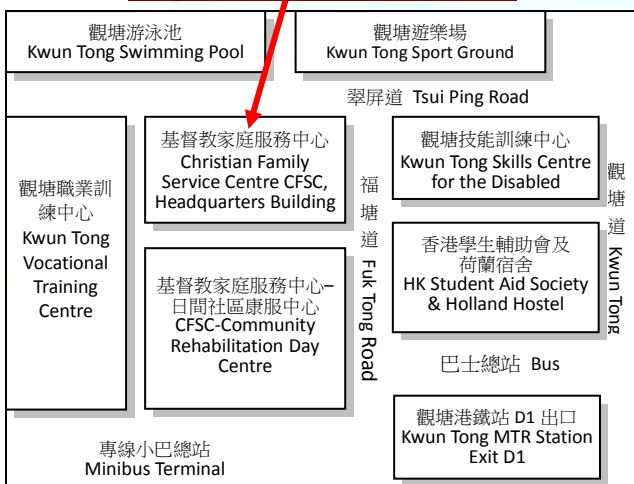 觀塘游泳池
Kwun Tong Swimming Pool
觀塘遊樂場
Kwun Tong Sport Ground
翠屏道 Tsui Ping Road
觀塘職業訓
練中心
Kwun Tong
Vocational
Training
Centre
基督教家庭服務中心
Christian Family
Service Centre CFSC,
Headquarters Building
福塘道 Fuk Tong Road
觀塘技能訓練中心
Kwun Tong Skills Centre
for the Disabled
觀塘道 Kwun Tong
基督教家庭服務中心–
日間社區康服中心
CFSC-Community
Rehabilitation Day
Centre
香港學生輔助會及
荷蘭宿舍
HK Student Aid Society
& Holland Hostel
巴士總站 Bus
專線小巴總站
Minibus Terminal
觀塘港鐵站 D1 出口
Kwun Tong MTR Station
Exit D1